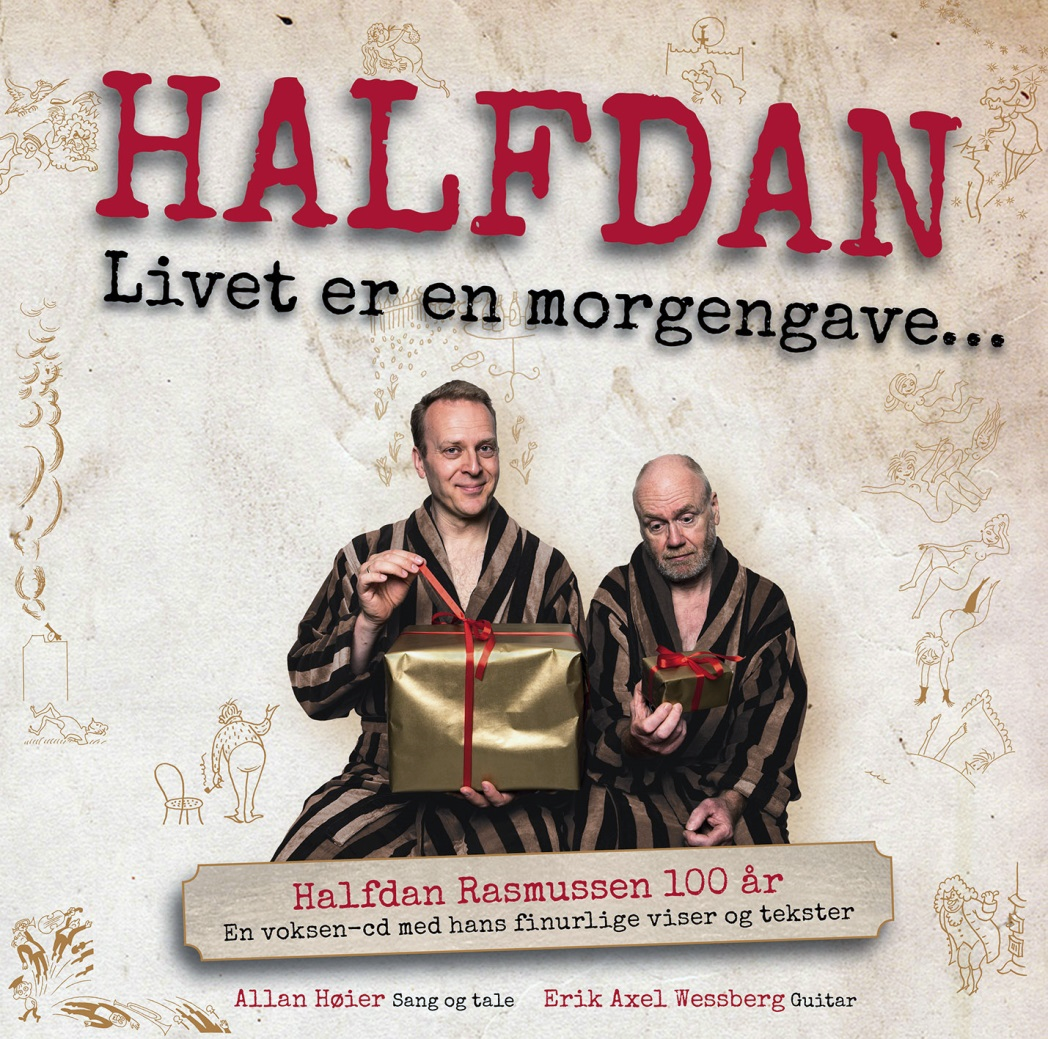 HALFDAN
Livet er en morgengave...
Halfdan Rasmussen 100 år
En voksen-cd med hans finurlige viser og tekster
Allan Høier Sang og tale Erik Axel Wessberg Guitar